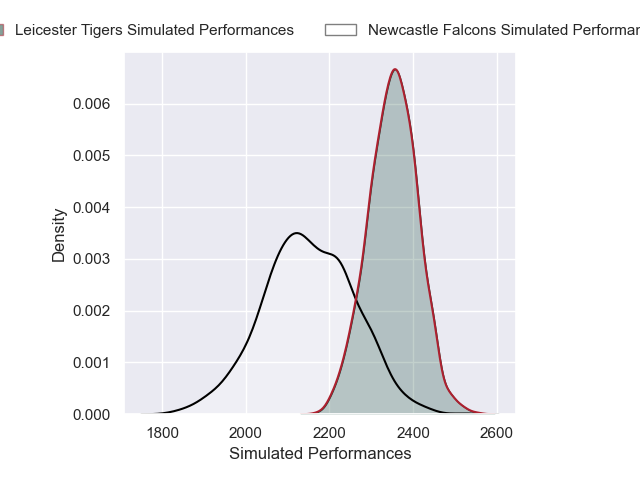 Leicester Tigers Simulated Performances Newcastle Falcons Simulated
0.006
0.005
0.004
0.003
0.002
0.001
0.000
Density
1800 2000 2200 2400 2600
Simulated Performances